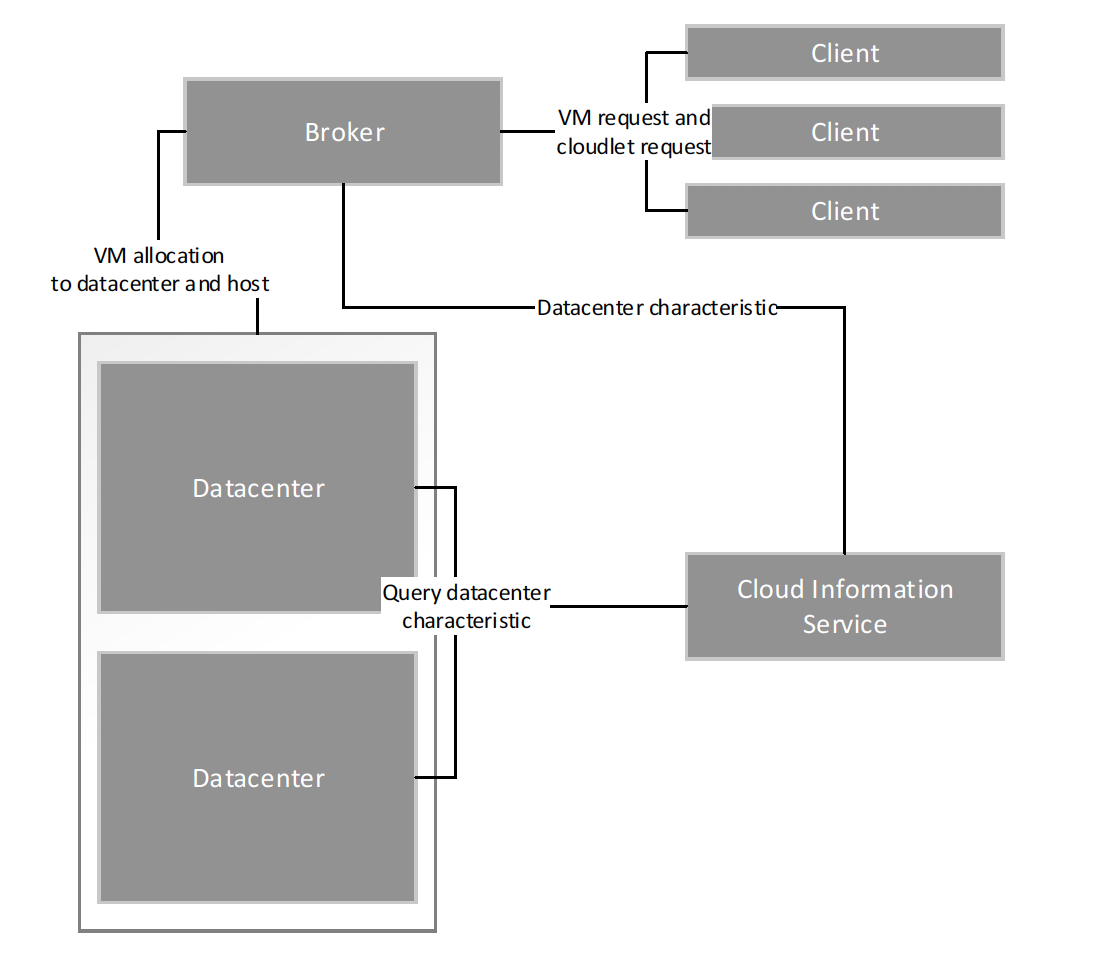 Client
Broker
VM request and
cloudlet request
Client
Client
VM allocation
to datacenter and host
Datacenter characteristic
Datacenter
Query datacenter
characteristic
Cloud Information
Service
Datacenter